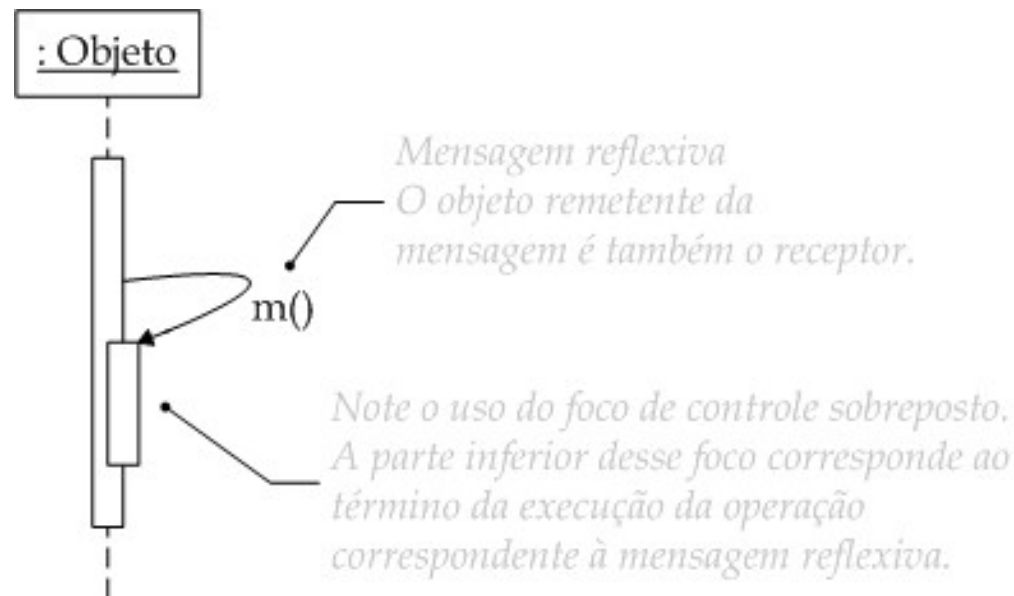 : Objeto
Mensagem reflexiva
O objeto remetente da
mensagem é também o receptor.
m()
Note o uso do foco de controle sobreposto.
A parte inferior desse foco corresponde ao
término da execução da operação
correspondente à mensagem reflexiva.